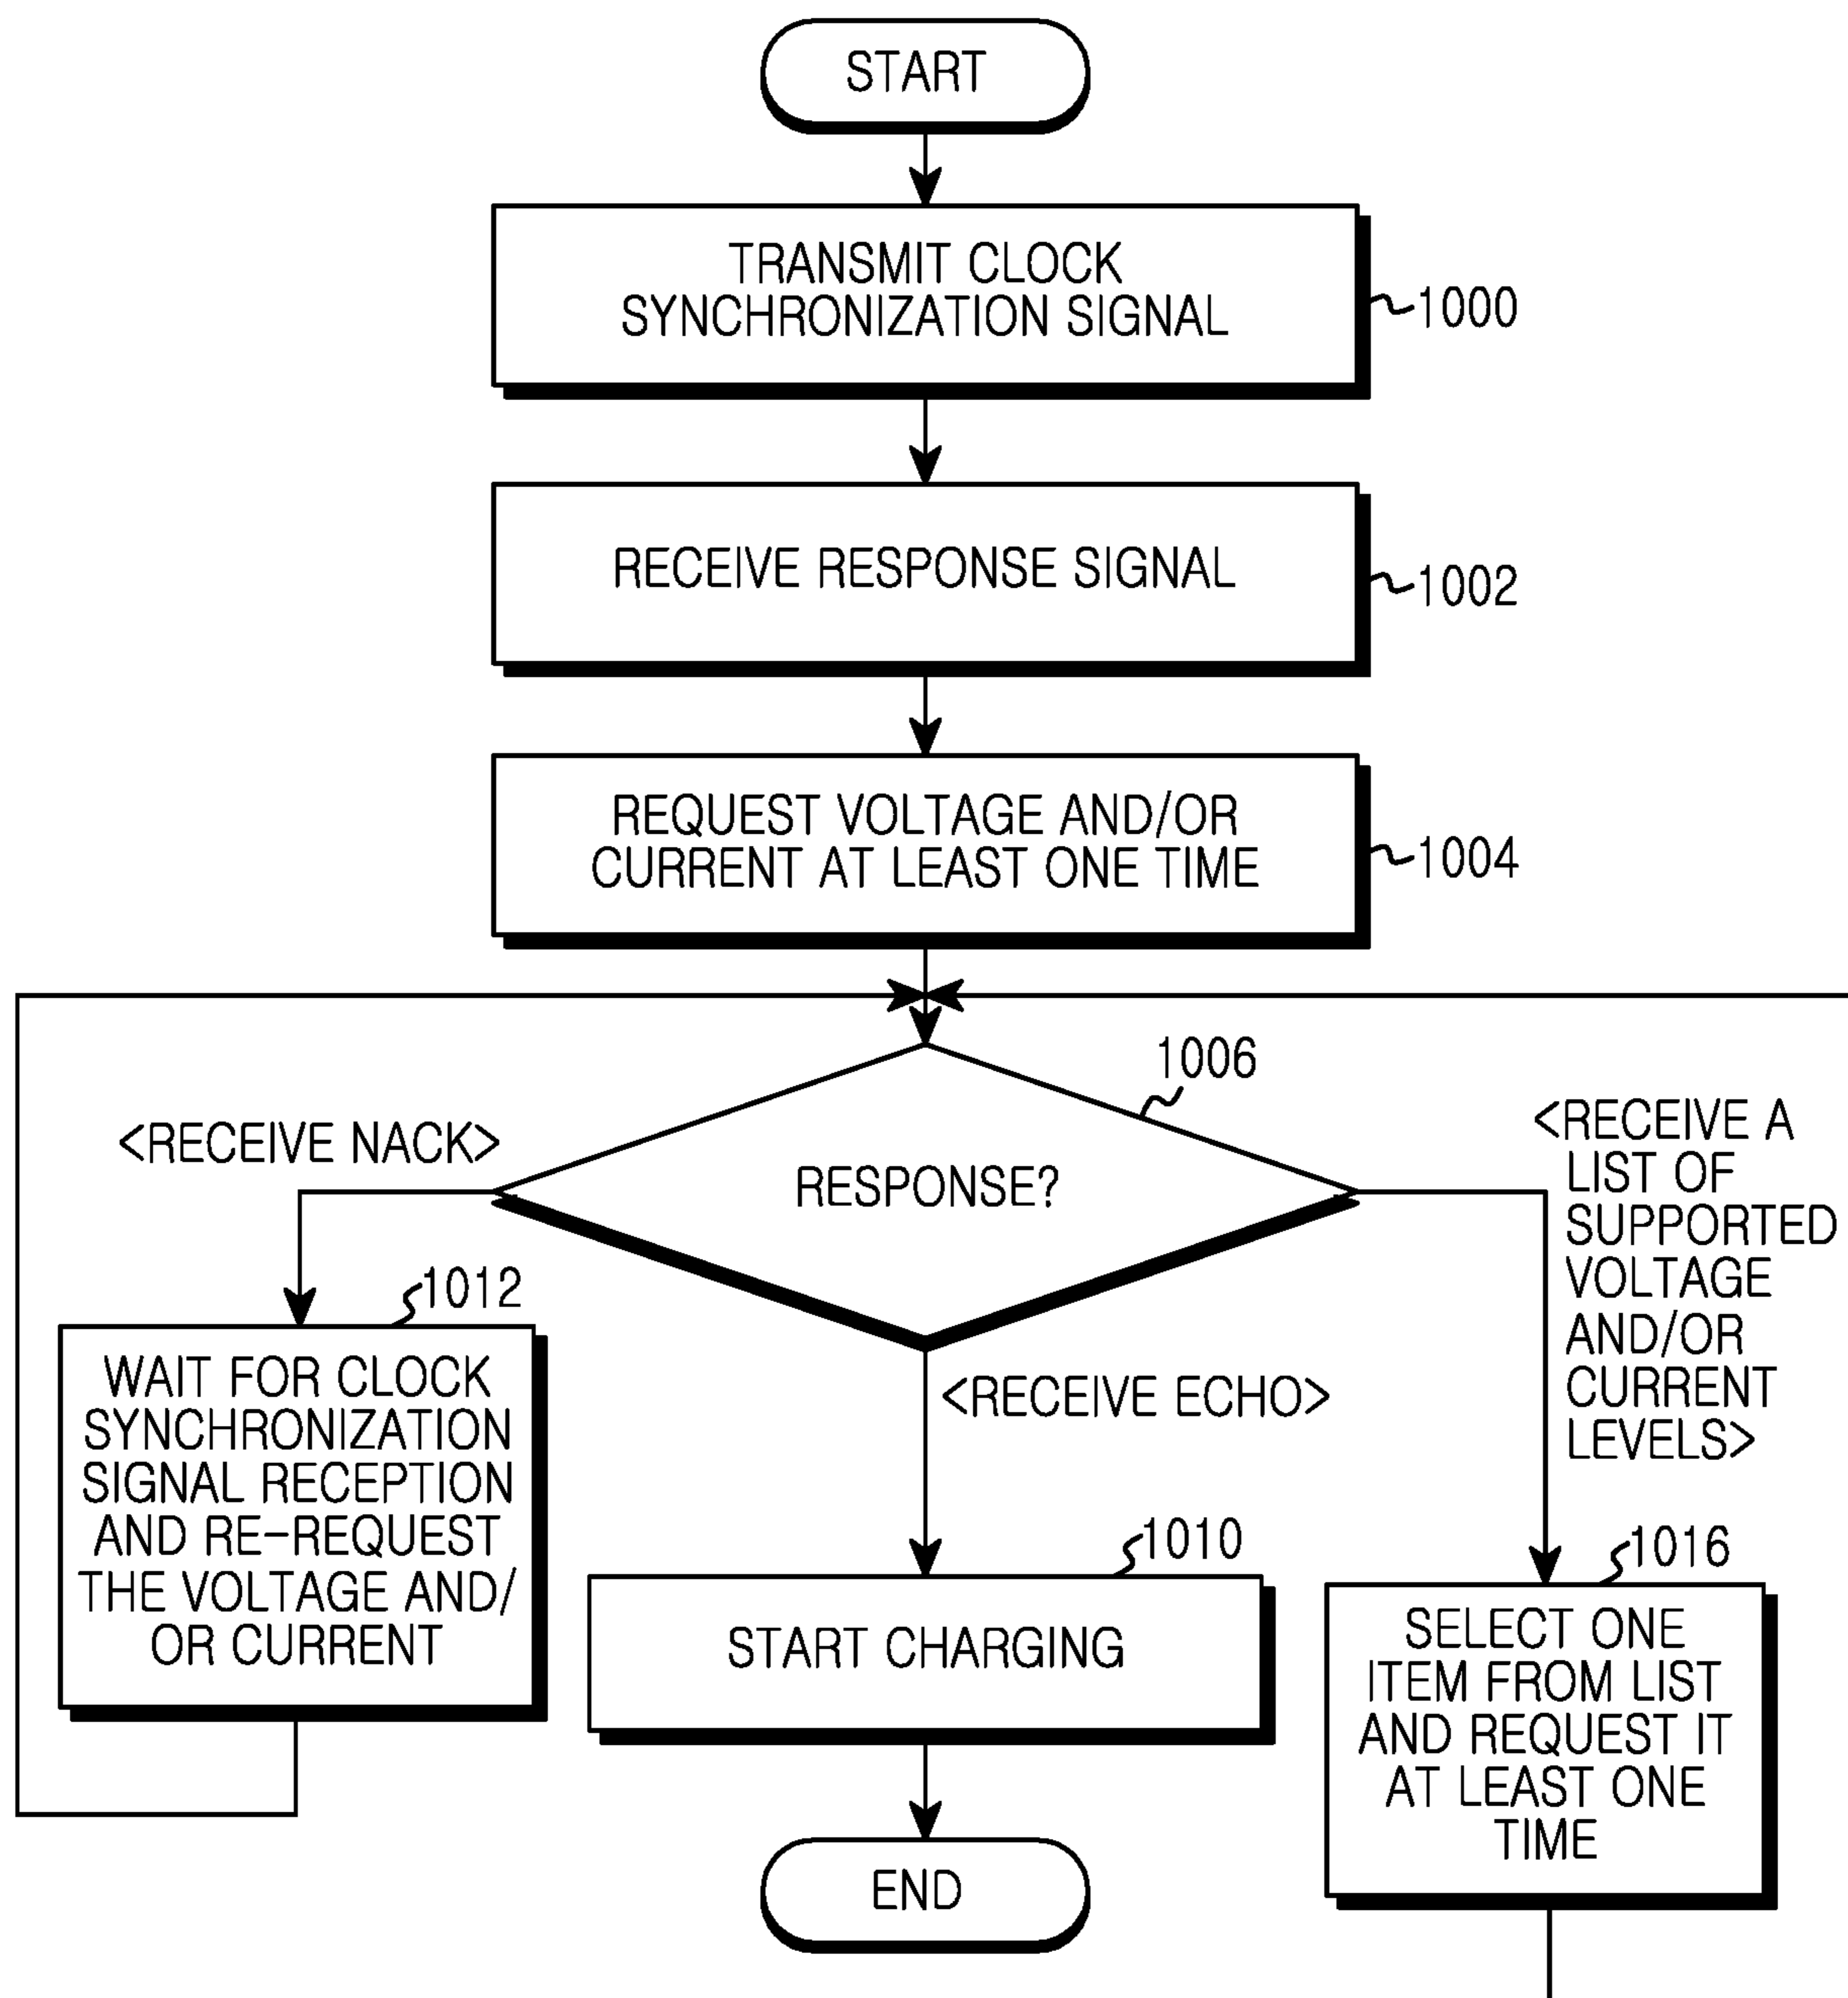 START
TRANSMIT CLOCK
SYNCHRONIZATION SIGNAL
1000
RECEIVE RESPONSE SIGNAL
1002
REQUEST VOLTAGE AND/OR
CURRENT AT LEAST ONE TIME
1004
1006
RESPONSE?
<RECEIVE NACK>
<RECEIVE A
LIST OF
SUPPORTED
VOLTAGE
AND/OR
CURRENT
LEVELS>
<RECEIVE ECHO>
1012
WAIT FOR CLOCK
SYNCHRONIZATION
SIGNAL RECEPTION
AND RE-REQUEST
THE VOLTAGE AND/
OR CURRENT
1010
START CHARGING
1016
SELECT ONE
ITEM FROM LIST
AND REQUEST IT
AT LEAST ONE
TIME
END